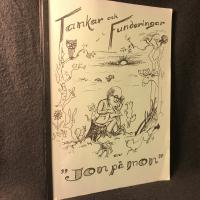 Tankar och
Funderingar
av
"Jon på mon"